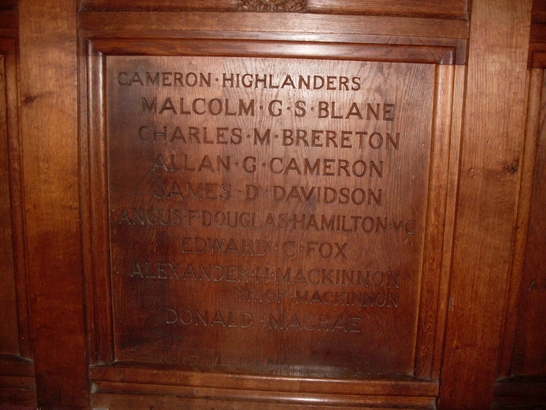 CAMERON·HIGHLANDERS
MALCOLM·G·S·BLANE
CHARLES·M·BRERETON
ALLAN·G·CAMERON
JAMES·D·DAVIDSON
ANGUS·F·DOUGLAS·HAMILTON·VC
EDWARD·C·FOX
ALEXANDER·H·MACKINNON
MACKINNON
DONALD·MACRAE